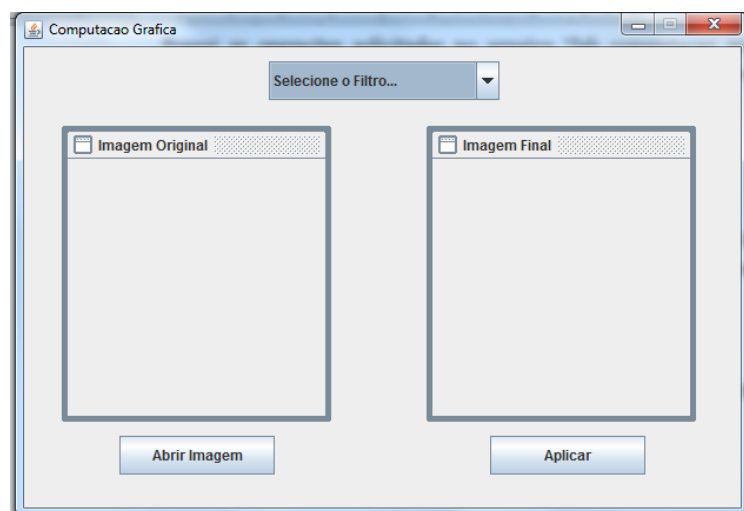 Computacao Grafica
Selecione o Filtro...
Imagem Original
Imagem Final
Abrir Imagem
Aplicar